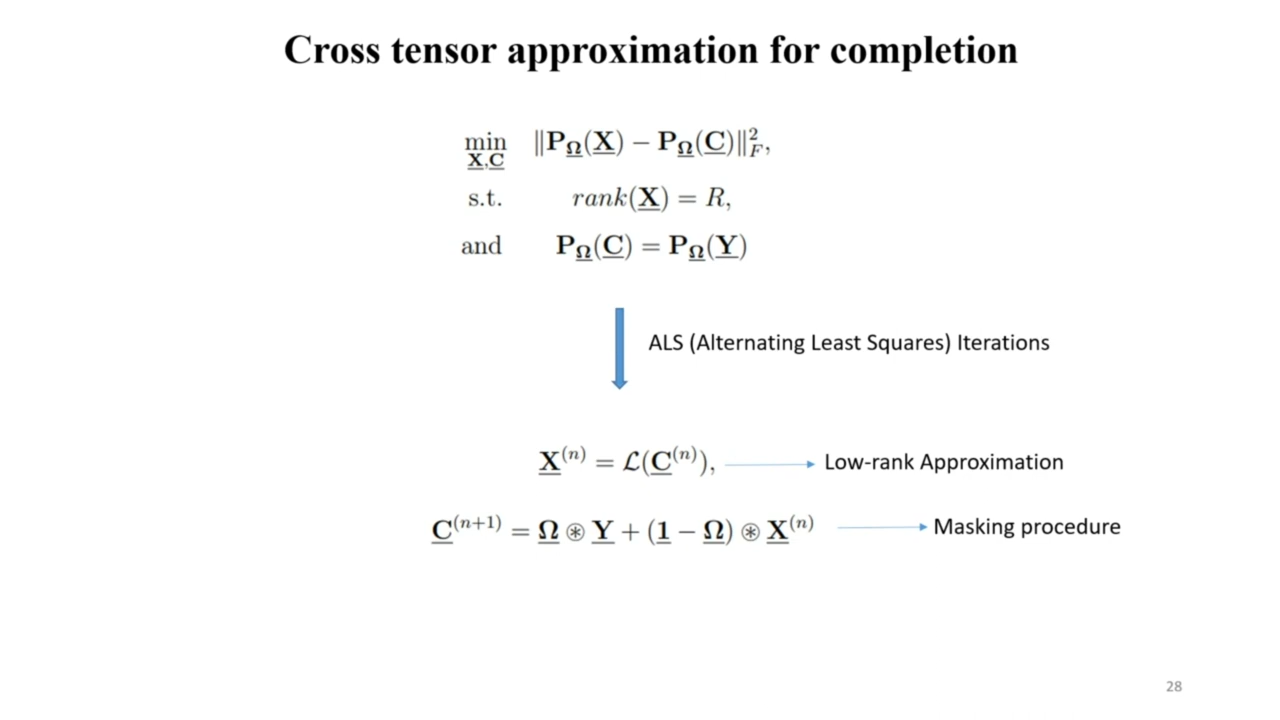 Cross tensor approximation for completion
min_{X̲,C̲} ‖P_Ω̲(X̲) − P_Ω̲(C̲)‖²_F,
s.t. rank(X̲) = R,
and P_Ω̲(C̲) = P_Ω̲(Y̲)
ALS (Alternating Least Squares) Iterations
X̲^(n) = ℒ(C̲^(n)), Low-rank Approximation
C̲^(n+1) = Ω̲ ⊛ Y̲ + (1̲ − Ω̲) ⊛ X̲^(n) Masking procedure
28